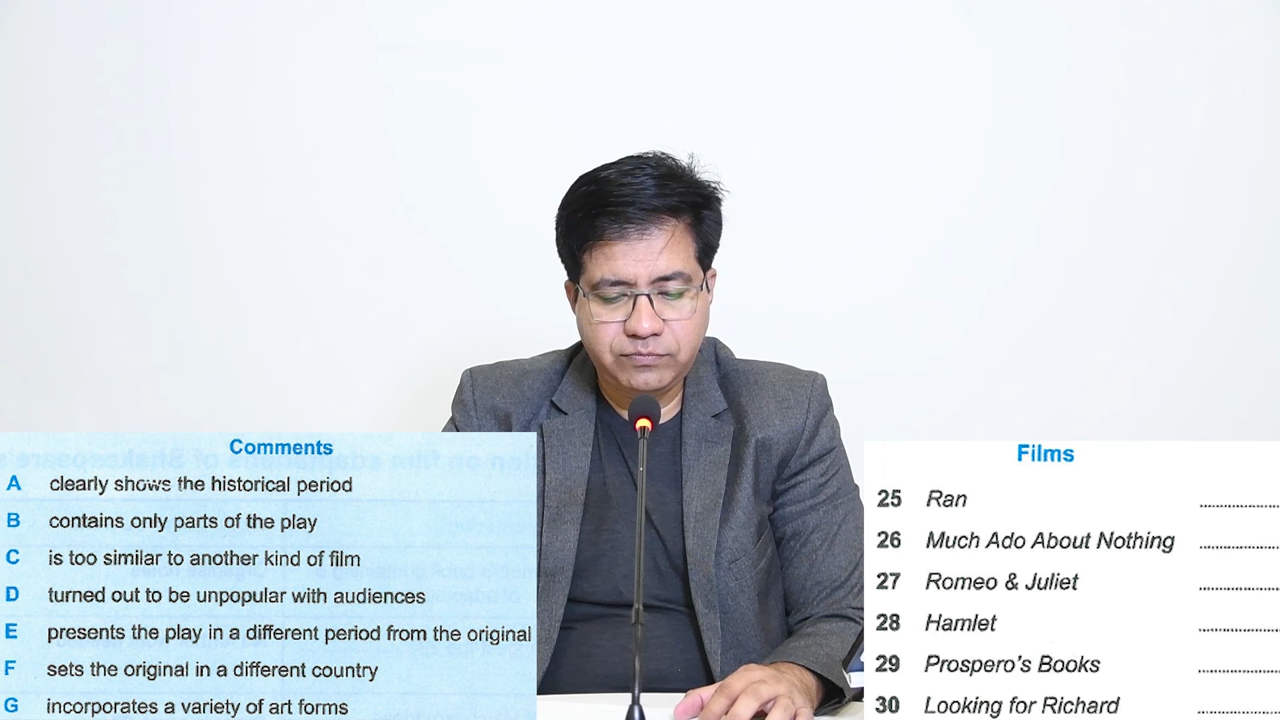 Comments
A clearly shows the historical period
B contains only parts of the play
C is too similar to another kind of film
D turned out to be unpopular with audiences
E presents the play in a different period from the original
F sets the original in a different country
G incorporates a variety of art forms
Films
25 Ran ..............
26 Much Ado About Nothing ..............
27 Romeo & Juliet ..............
28 Hamlet ..............
29 Prospero's Books ..............
30 Looking for Richard ..............